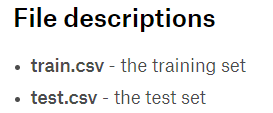 File descriptions
• train.csv - the training set
• test.csv - the test set